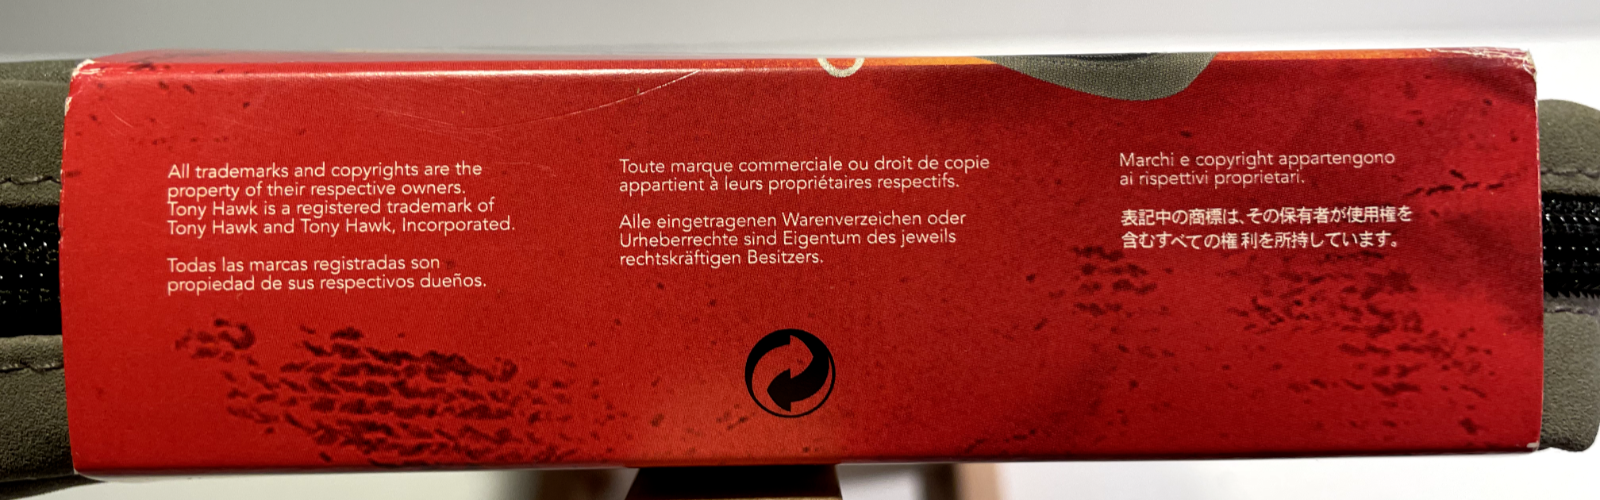 All trademarks and copyrights are the
property of their respective owners.
Tony Hawk is a registered trademark of
Tony Hawk and Tony Hawk, Incorporated.
Todas las marcas registradas son
propiedad de sus respectivos dueños.
Toute marque commerciale ou droit de copie
appartient à leurs propriétaires respectifs.
Alle eingetragenen Warenverzeichen oder
Urheberrechte sind Eigentum des jeweils
rechtskräftigen Besitzers.
Marchi e copyright appartengono
ai rispettivi proprietari.
表記中の商標は、その保有者が使用権を
含むすべての権利を所持しています。